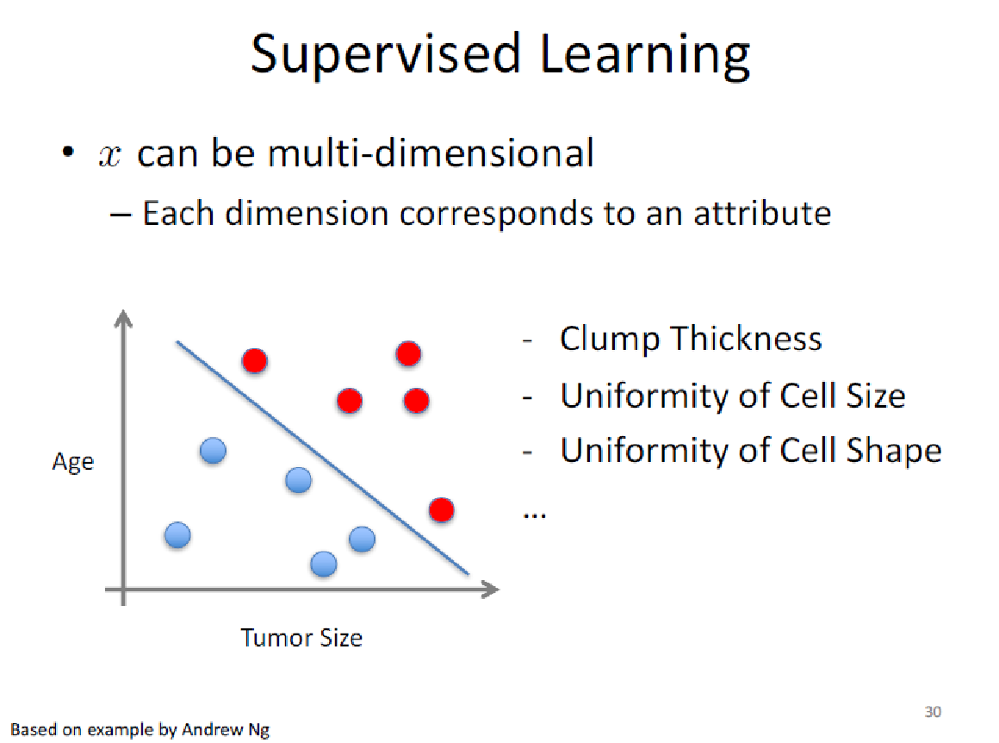 Supervised Learning
• x can be multi-dimensional
– Each dimension corresponds to an attribute
- Clump Thickness
- Uniformity of Cell Size
- Uniformity of Cell Shape
...
Age
Tumor Size
30
Based on example by Andrew Ng